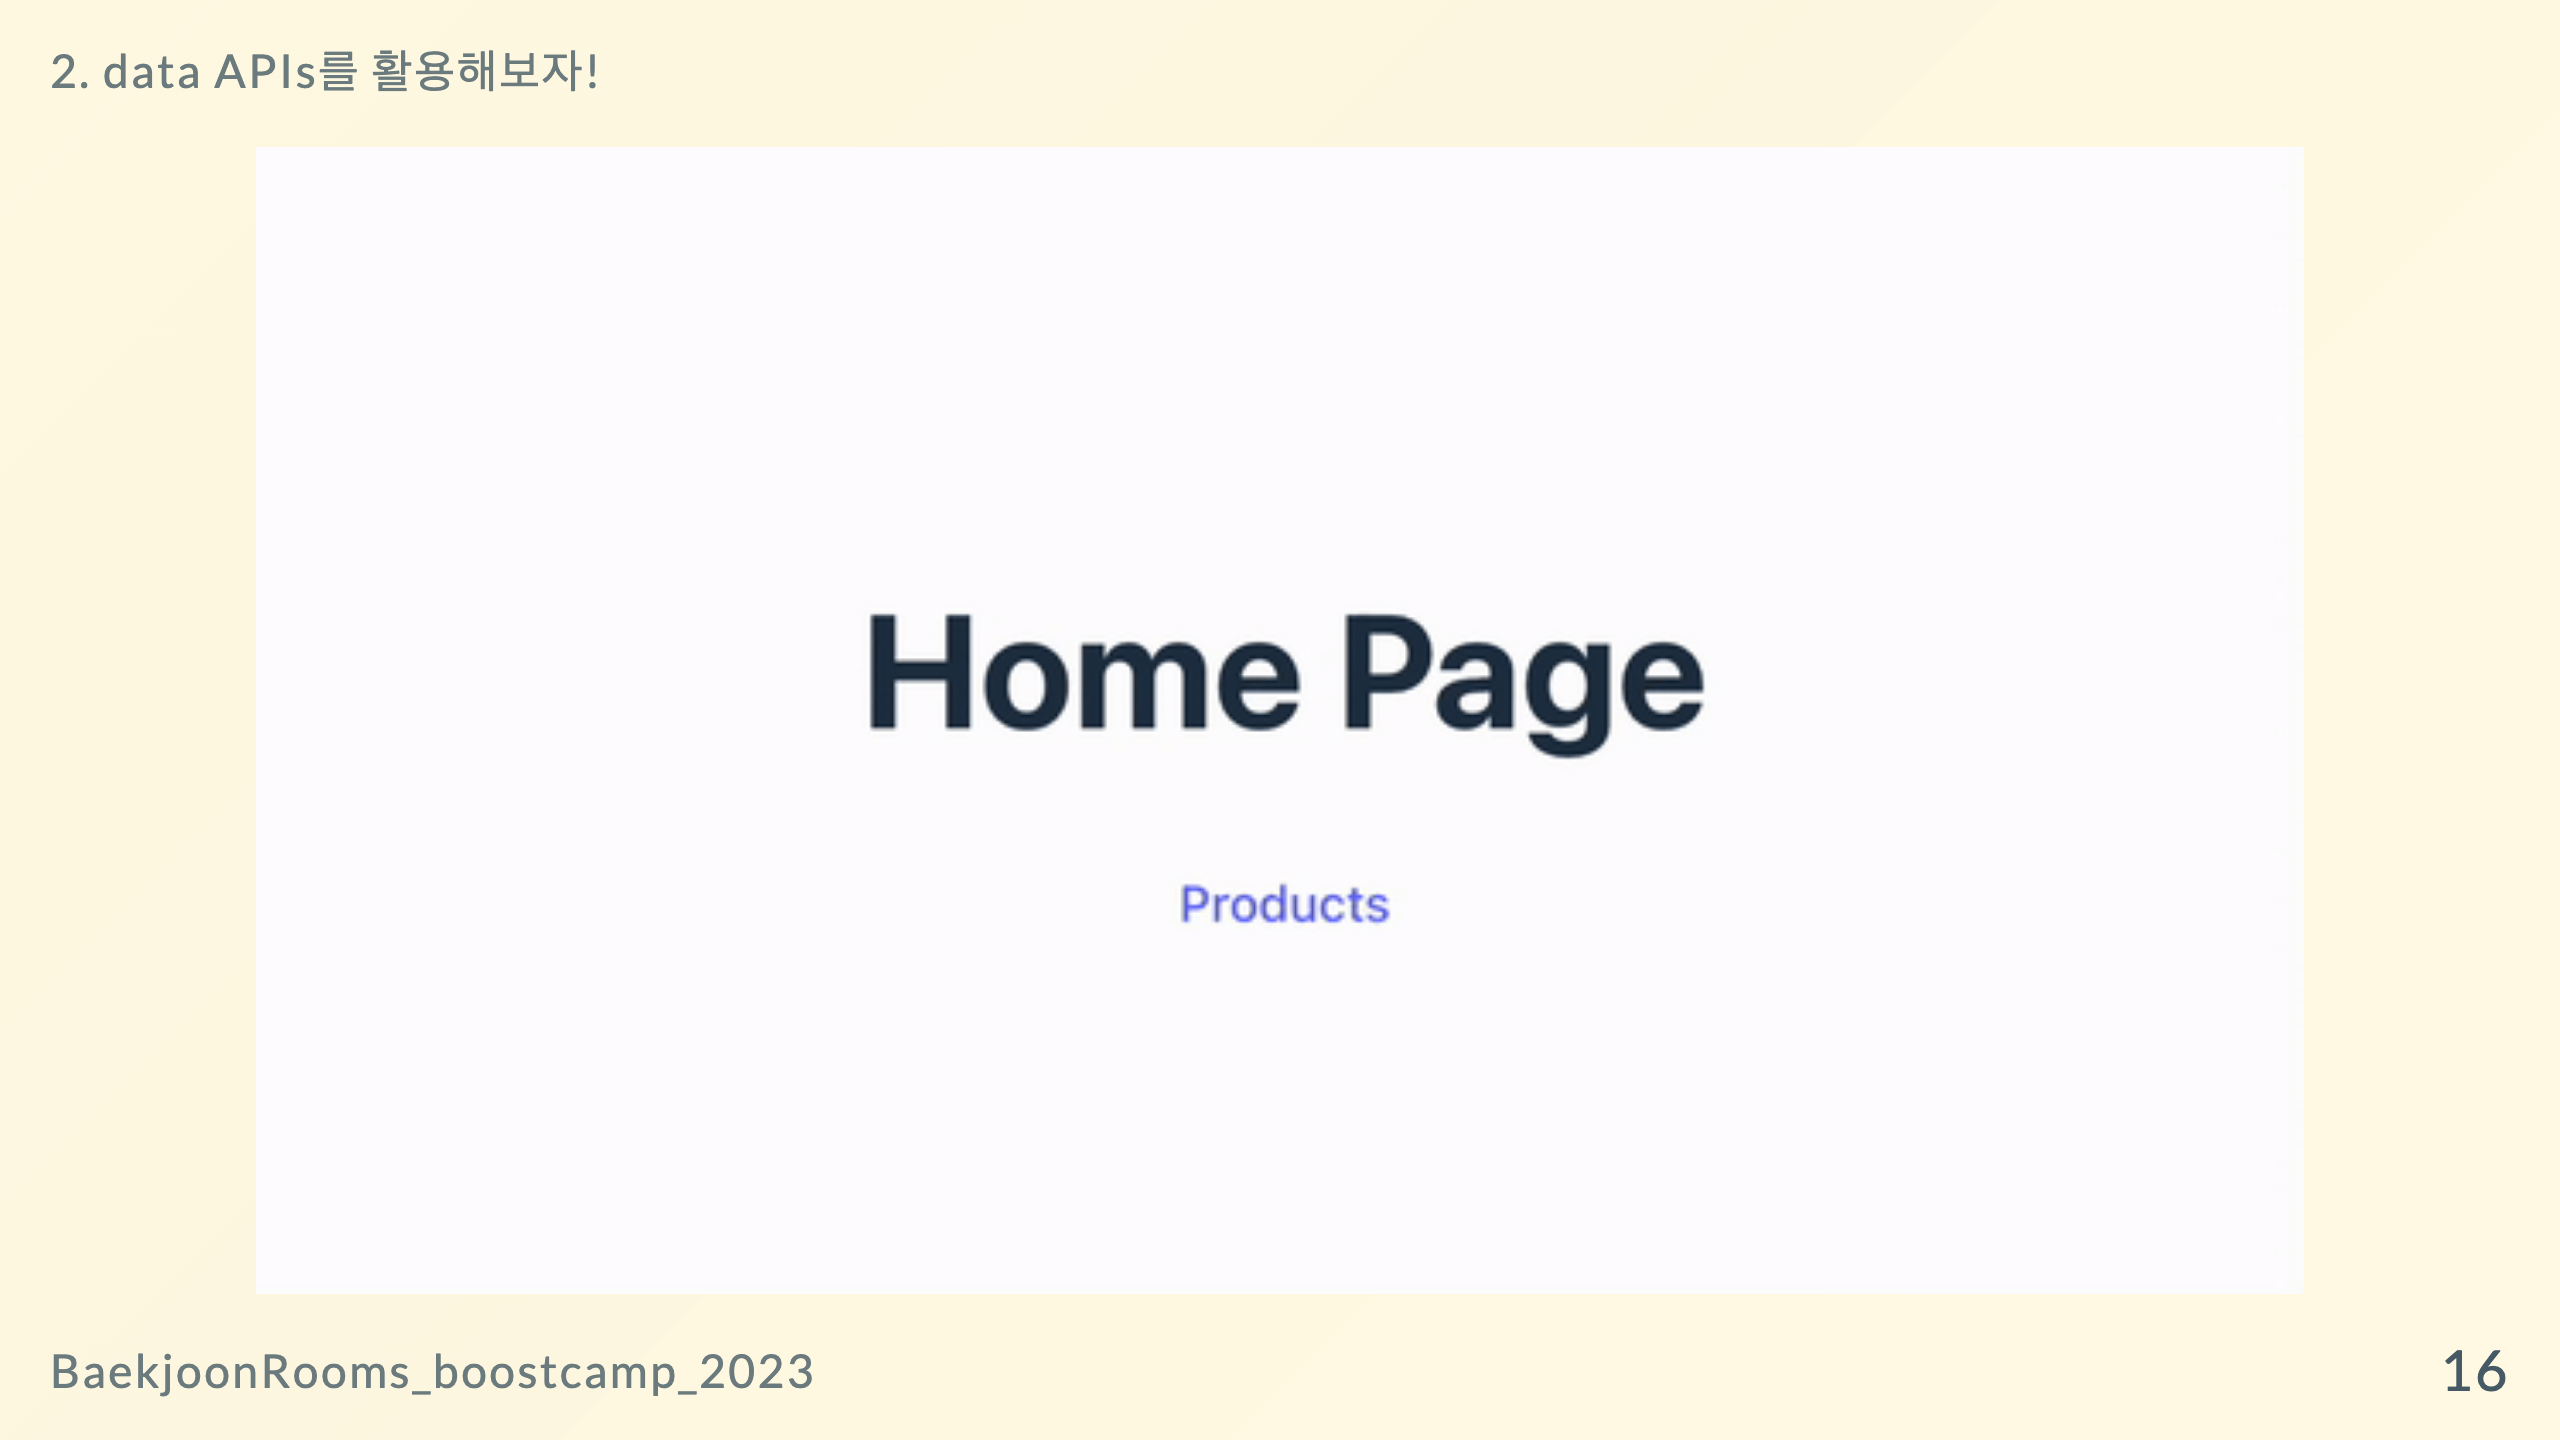 2. data APIs를 활용해보자!
Home Page
Products
BaekjoonRooms_boostcamp_2023
16